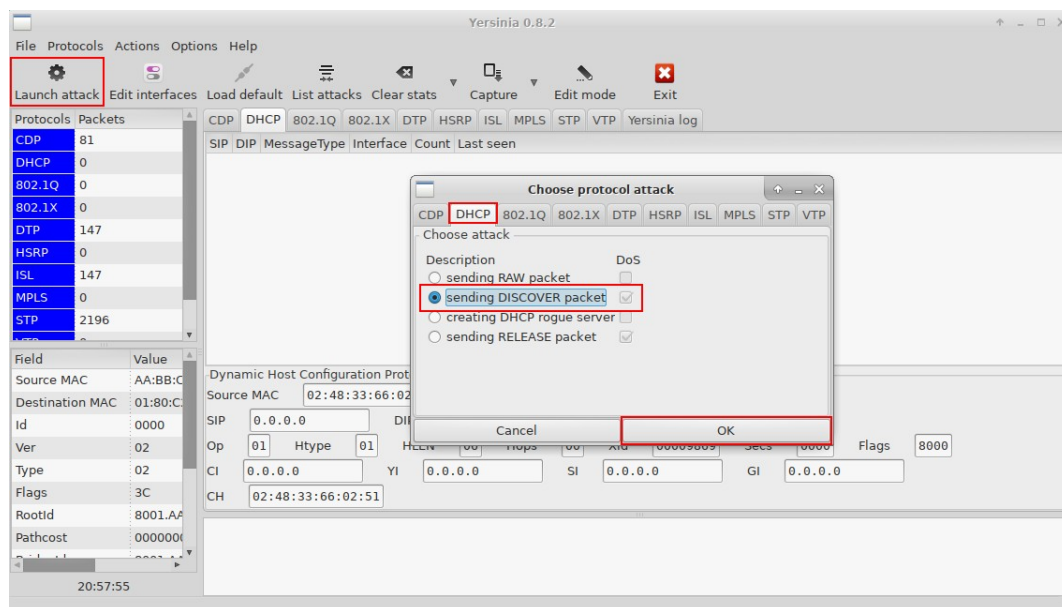 Yersinia 0.8.2
File Protocols Actions Options Help
Launch attack Edit interfaces Load default List attacks Clear stats Capture Edit mode Exit
Protocols Packets
CDP 81
DHCP 0
802.1Q 0
802.1X 0
DTP 147
HSRP 0
ISL 147
MPLS 0
STP 2196
Field Value
Source MAC AA:BB:C
Destination MAC 01:80:C
Id 0000
Ver 02
Type 02
Flags 3C
RootId 8001.AA
Pathcost 000000
20:57:55
CDP DHCP 802.1Q 802.1X DTP HSRP ISL MPLS STP VTP Yersinia log
SIP DIP MessageType Interface Count Last seen
Choose protocol attack
CDP DHCP 802.1Q 802.1X DTP HSRP ISL MPLS STP VTP
Choose attack
Description DoS
sending RAW packet
sending DISCOVER packet
creating DHCP rogue server
sending RELEASE packet
Cancel OK
Dynamic Host Configuration Prot
Source MAC 02:48:33:66:02
SIP 0.0.0.0 DI
Op 01 Htype 01 HLEN 06 Hops 00 Xid 00009869 Secs 0000 Flags 8000
CI 0.0.0.0 YI 0.0.0.0 SI 0.0.0.0 GI 0.0.0.0
CH 02:48:33:66:02:51